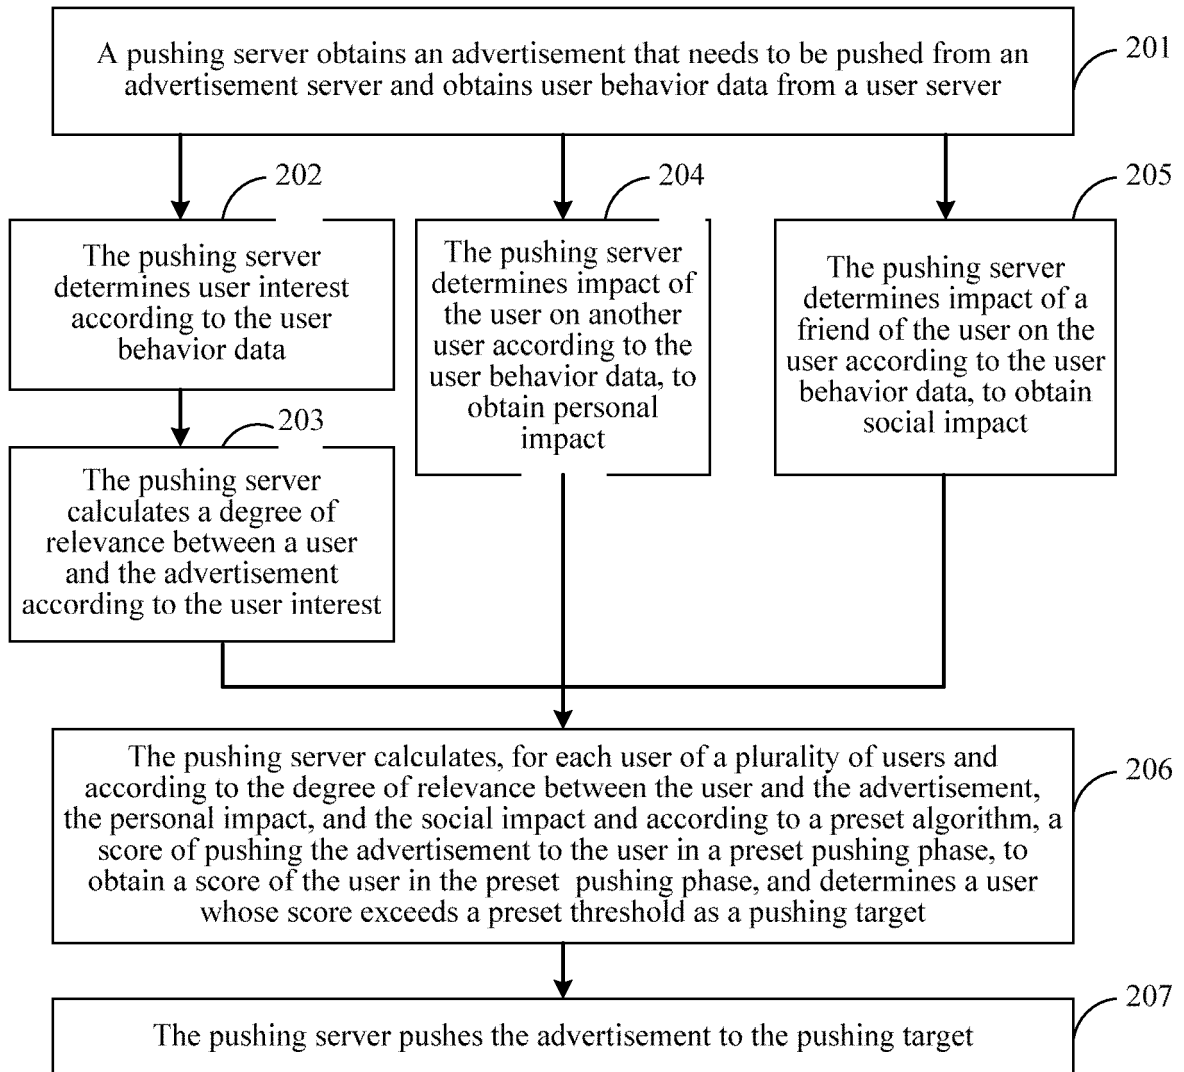 A pushing server obtains an advertisement that needs to be pushed from an
advertisement server and obtains user behavior data from a user server
201
202
The pushing server
determines user interest
according to the user
behavior data
204
The pushing server
determines impact of
the user on another
user according to the
user behavior data, to
obtain personal
impact
205
The pushing server
determines impact of a
friend of the user on the
user according to the user
behavior data, to obtain
social impact
203
The pushing server
calculates a degree of
relevance between a user
and the advertisement
according to the user interest
The pushing server calculates, for each user of a plurality of users and
according to the degree of relevance between the user and the advertisement,
the personal impact, and the social impact and according to a preset algorithm, a
score of pushing the advertisement to the user in a preset pushing phase, to
obtain a score of the user in the preset pushing phase, and determines a user
whose score exceeds a preset threshold as a pushing target
206
The pushing server pushes the advertisement to the pushing target
207